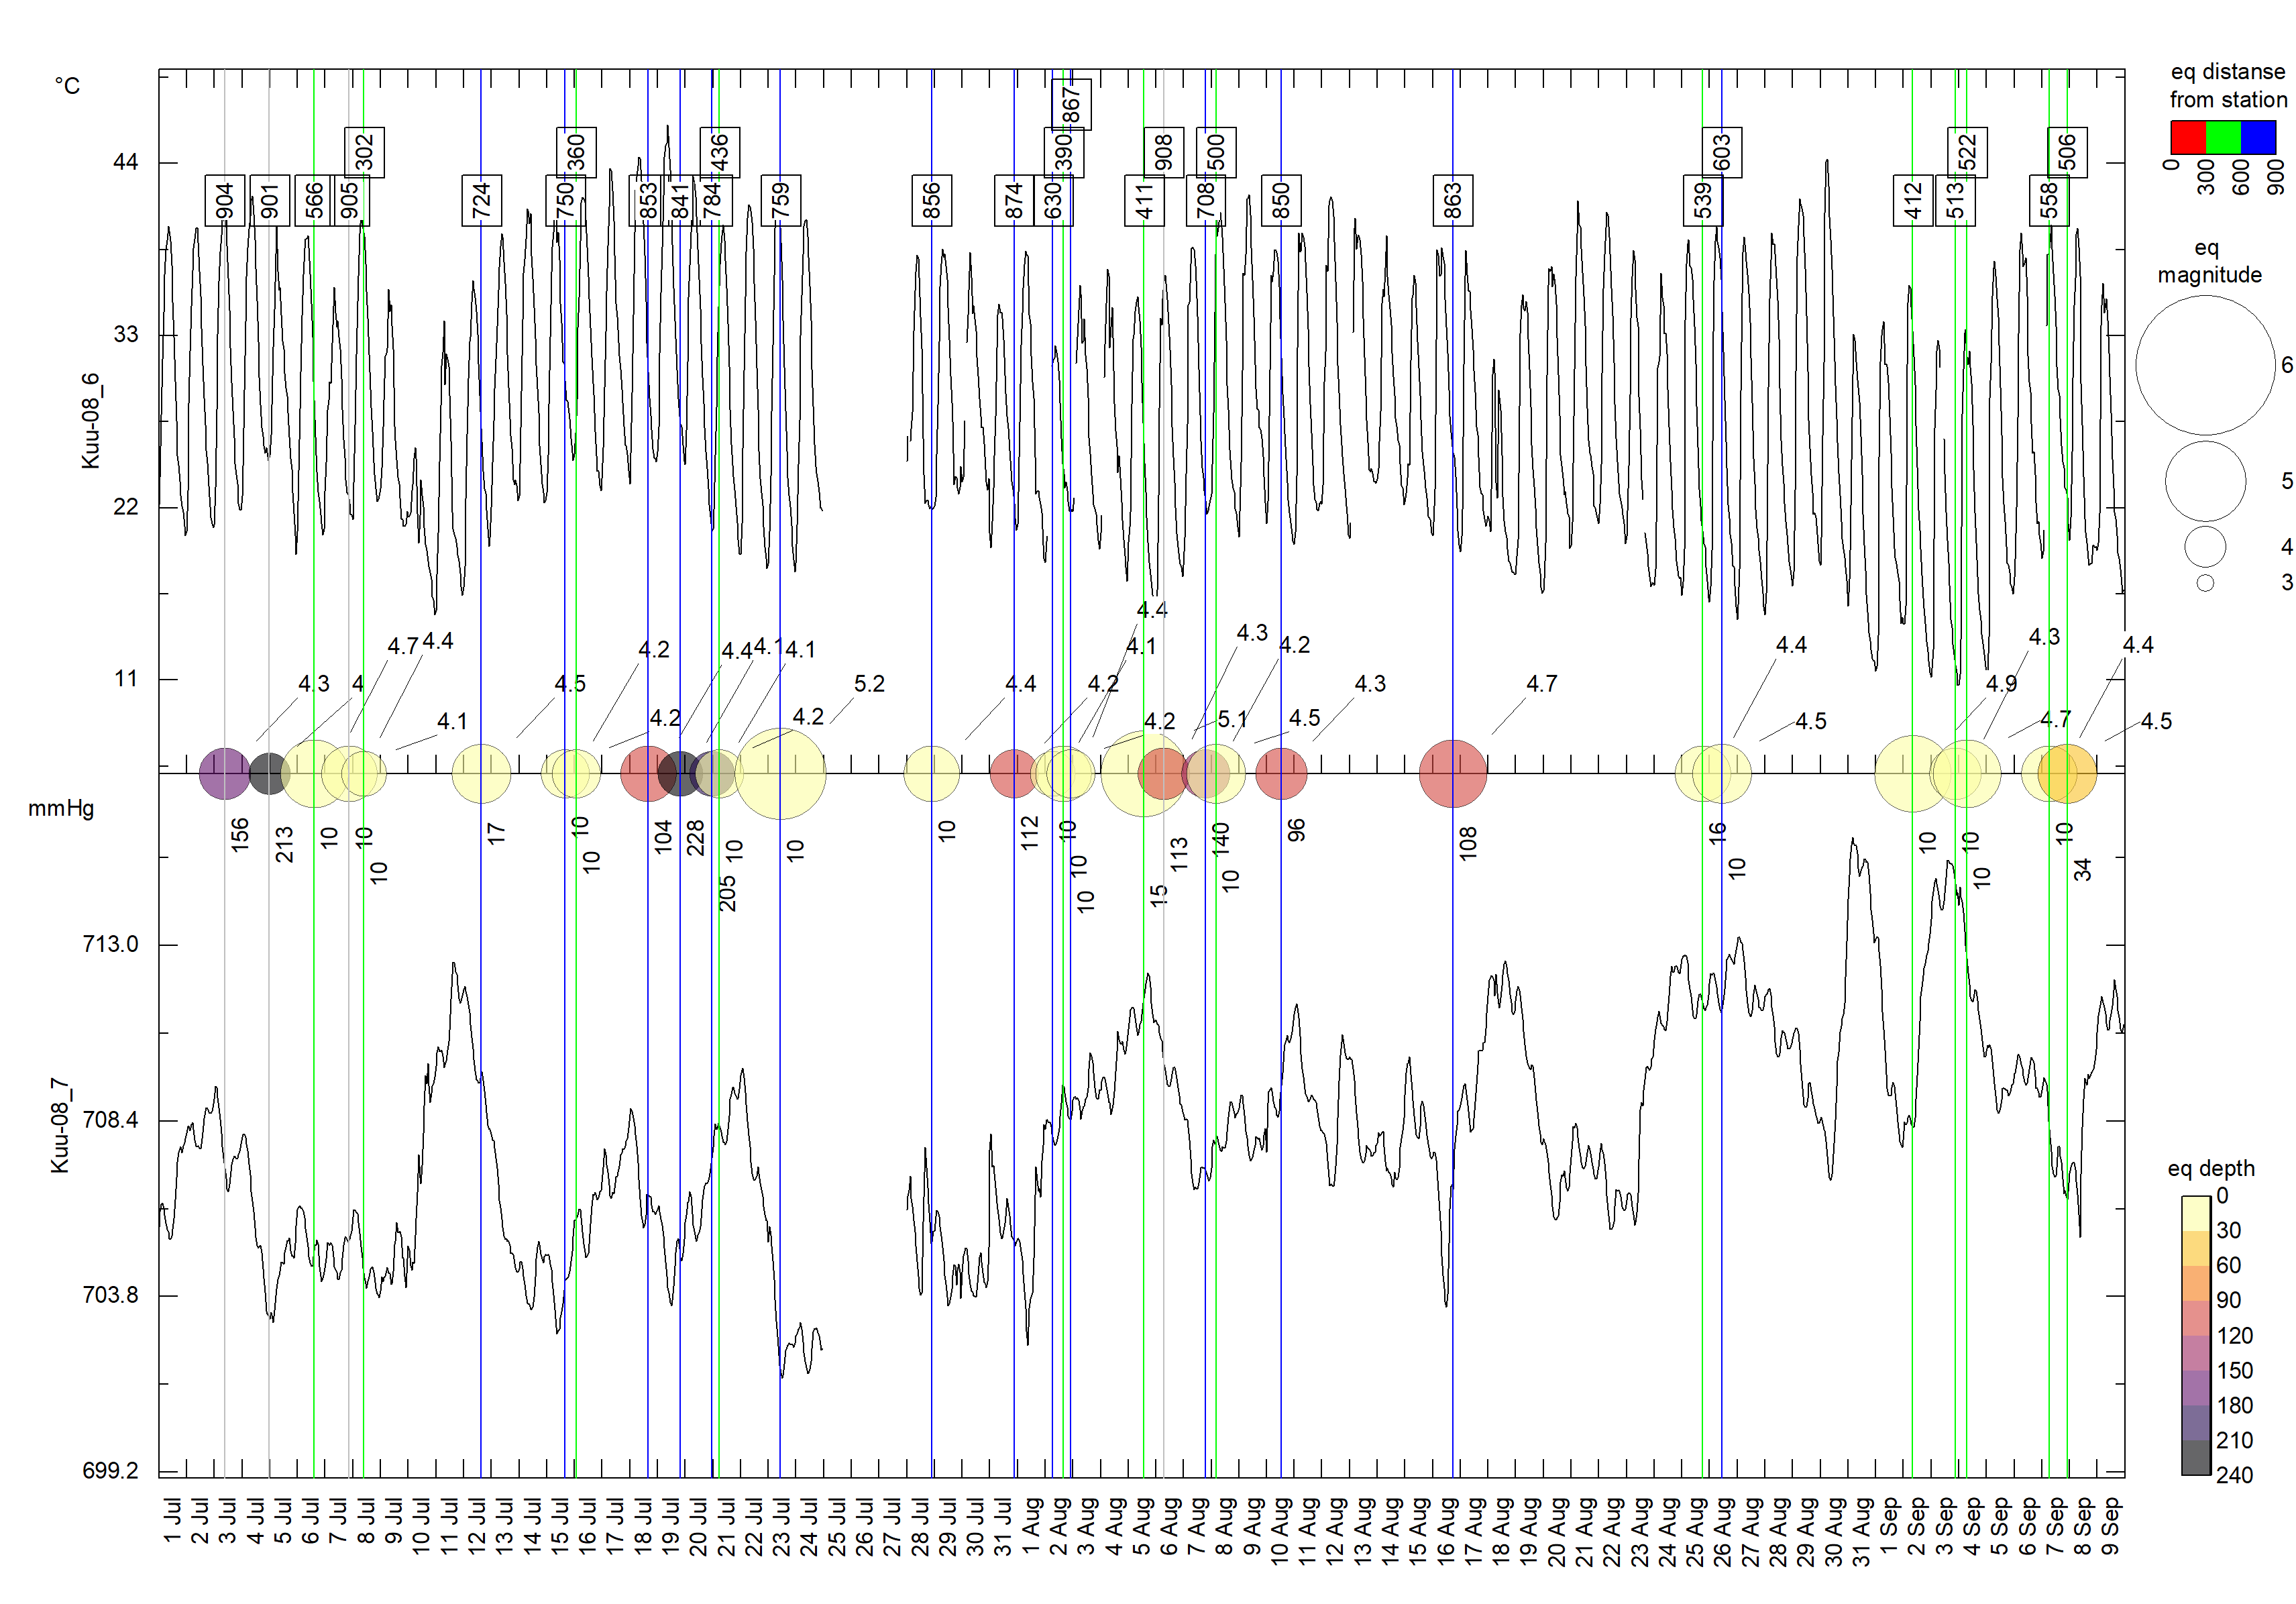 °C
eq distanse
from station
0
300
600
900
867
302
360
436
390
908
500
603
522
506
904
901
566
905
724
750
853
841
784
759
856
874
630
411
708
850
863
539
412
513
558
44
33
22
11
Kuu-08_6
eq
magnitude
6
5
4
3
4.4
4.7
4.4
4.2
4.4
4.1
4.1
4.1
4.3
4.2
4.4
4.3
4.4
4.3
4
4.5
5.2
4.4
4.2
4.3
4.7
4.9
4.1
4.2
4.2
4.2
5.1
4.5
4.5
4.7
4.5
mmHg
156
213
10
10
10
17
10
10
104
228
205
10
10
10
112
10
10
10
15
113
140
10
96
108
16
10
10
10
10
10
34
713.0
708.4
703.8
699.2
Kuu-08_7
eq depth
0
30
60
90
120
150
180
210
240
1 Jul
2 Jul
3 Jul
4 Jul
5 Jul
6 Jul
7 Jul
8 Jul
9 Jul
10 Jul
11 Jul
12 Jul
13 Jul
14 Jul
15 Jul
16 Jul
17 Jul
18 Jul
19 Jul
20 Jul
21 Jul
22 Jul
23 Jul
24 Jul
25 Jul
26 Jul
27 Jul
28 Jul
29 Jul
30 Jul
31 Jul
1 Aug
2 Aug
3 Aug
4 Aug
5 Aug
6 Aug
7 Aug
8 Aug
9 Aug
10 Aug
11 Aug
12 Aug
13 Aug
14 Aug
15 Aug
16 Aug
17 Aug
18 Aug
19 Aug
20 Aug
21 Aug
22 Aug
23 Aug
24 Aug
25 Aug
26 Aug
27 Aug
28 Aug
29 Aug
30 Aug
31 Aug
1 Sep
2 Sep
3 Sep
4 Sep
5 Sep
6 Sep
7 Sep
8 Sep
9 Sep